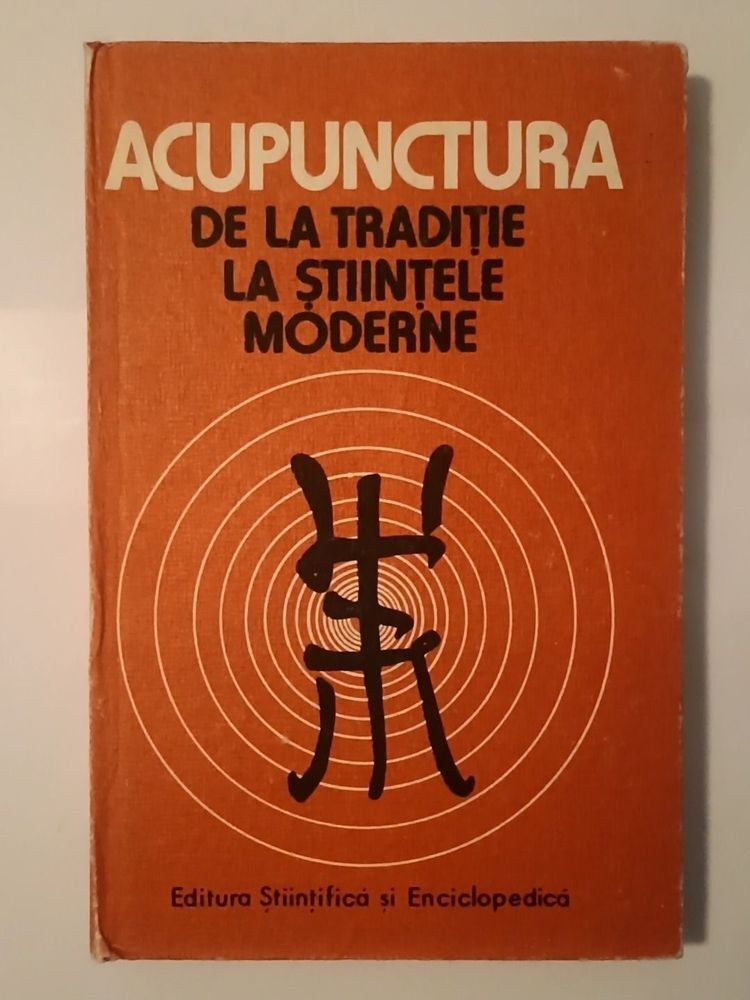 ACUPUNCTURA
DE LA TRADIȚIE
LA ȘTIINȚELE
MODERNE
Editura Științifică și Enciclopedică